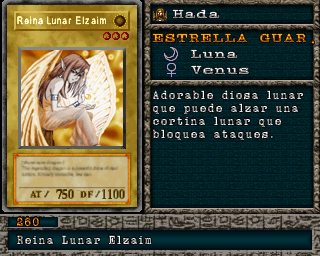 Reina Lunar Elzaim
AT/ 750 DF/1100
Hada
ESTRELLA GUAR.
Luna
Venus
Adorable diosa lunar
que puede alzar una
cortina lunar que
bloquea ataques.
260
Reina Lunar Elzaim